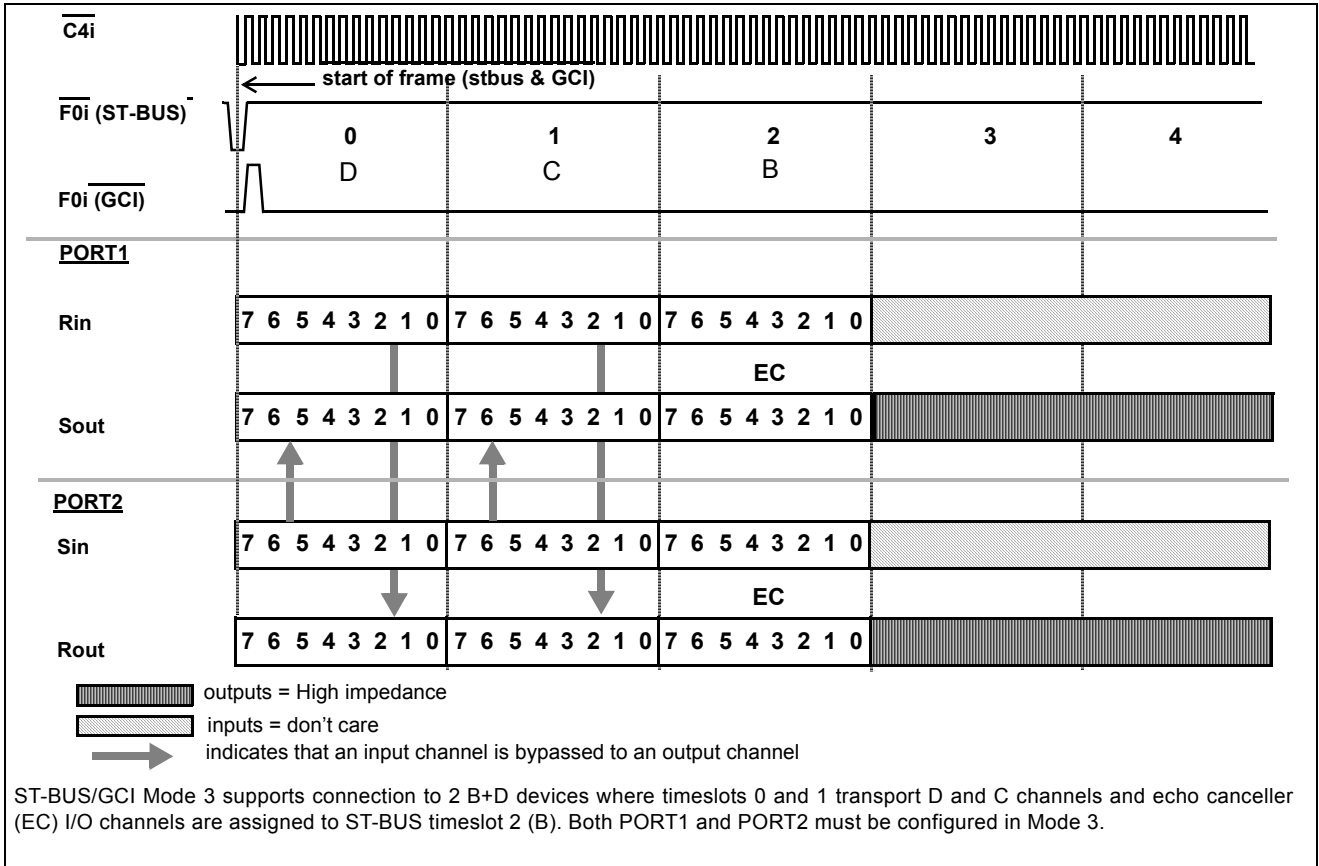 C4i
start of frame (stbus & GCI)
F0i (ST-BUS)
0 1 2 3 4
D C B
F0i (GCI)
PORT1
Rin 7 6 5 4 3 2 1 0 7 6 5 4 3 2 1 0 7 6 5 4 3 2 1 0
EC
Sout 7 6 5 4 3 2 1 0 7 6 5 4 3 2 1 0 7 6 5 4 3 2 1 0
PORT2
Sin 7 6 5 4 3 2 1 0 7 6 5 4 3 2 1 0 7 6 5 4 3 2 1 0
EC
Rout 7 6 5 4 3 2 1 0 7 6 5 4 3 2 1 0 7 6 5 4 3 2 1 0
outputs = High impedance
inputs = don't care
indicates that an input channel is bypassed to an output channel
ST-BUS/GCI Mode 3 supports connection to 2 B+D devices where timeslots 0 and 1 transport D and C channels and echo canceller
(EC) I/O channels are assigned to ST-BUS timeslot 2 (B). Both PORT1 and PORT2 must be configured in Mode 3.